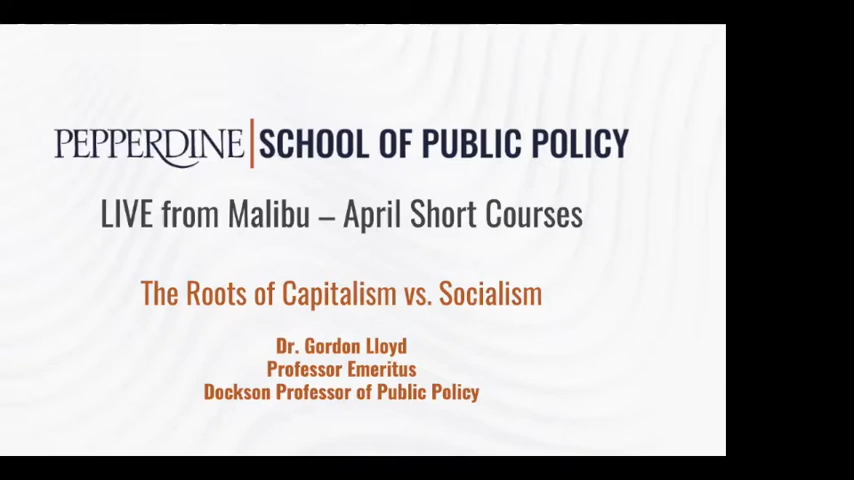 PEPPERDINE | SCHOOL OF PUBLIC POLICY
LIVE from Malibu – April Short Courses
The Roots of Capitalism vs. Socialism
Dr. Gordon Lloyd
Professor Emeritus
Dockson Professor of Public Policy